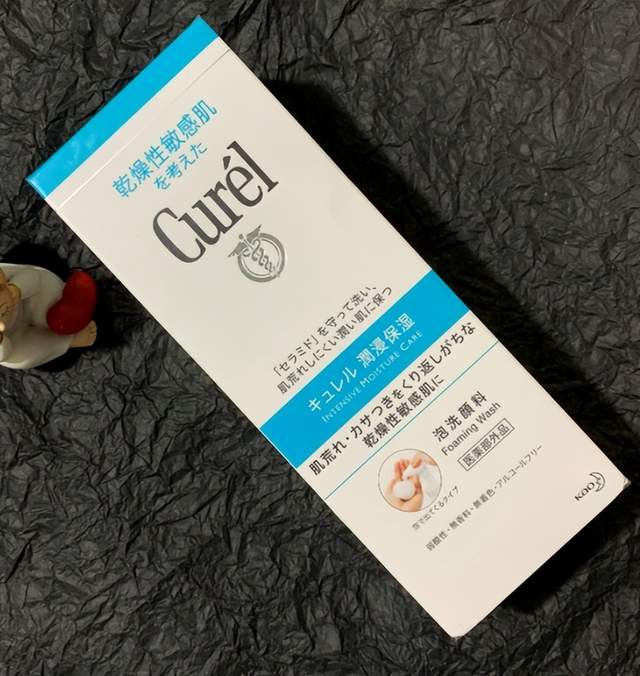 乾燥性敏感肌
を考えた
Curél
「セラミド」を守って洗い、
肌荒れしにくい潤い肌に保つ
キュレル 潤浸保湿
INTENSIVE MOISTURE CARE
肌荒れ・カサつきをくり返しがちな
乾燥性敏感肌に
泡洗顔料
Foaming Wash
医薬部外品
泡で出てくるタイプ
弱酸性・無香料・無着色・アルコールフリー
Kao